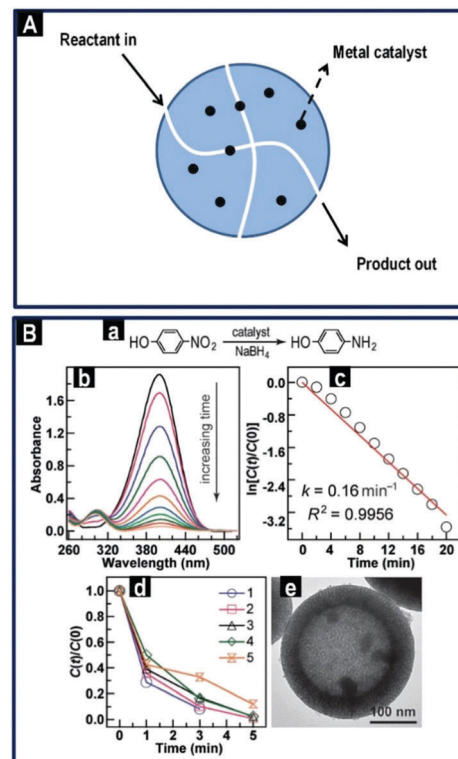 A
Reactant in
Metal catalyst
Product out
B
a
HO
NO₂
catalyst
NaBH₄
HO
NH₂
b
Absorbance
1.6
1.2
0.8
0.4
0.0
260 320 380 440 500
Wavelength (nm)
increasing time
c
ln[C(t)/C(0)]
0.0
-0.8
-1.6
-2.4
-3.2
0 4 8 12 16 20
Time (min)
k = 0.16 min⁻¹
R² = 0.9956
d
C(t)/C(0)
1.0
0.8
0.6
0.4
0.2
0.0
0 1 2 3 4 5
Time (min)
1
2
3
4
5
e
100 nm